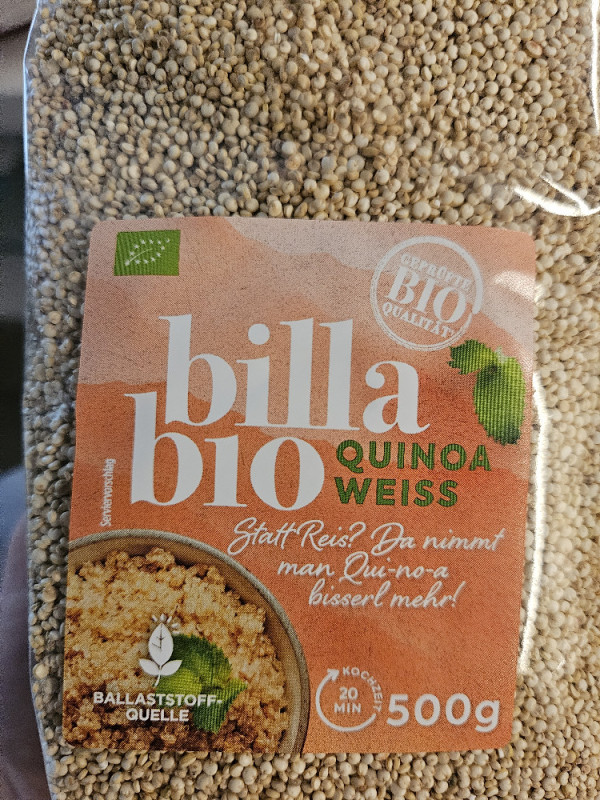 GEPRÜFTE
BIO
QUALITÄT
billa
bio
QUINOA
WEISS
Serviervorschlag
Statt Reis? Da nimmt
man Qui-no-a
bisserl mehr!
BALLASTSTOFF-
QUELLE
KOCHZEIT
20
MIN
500g